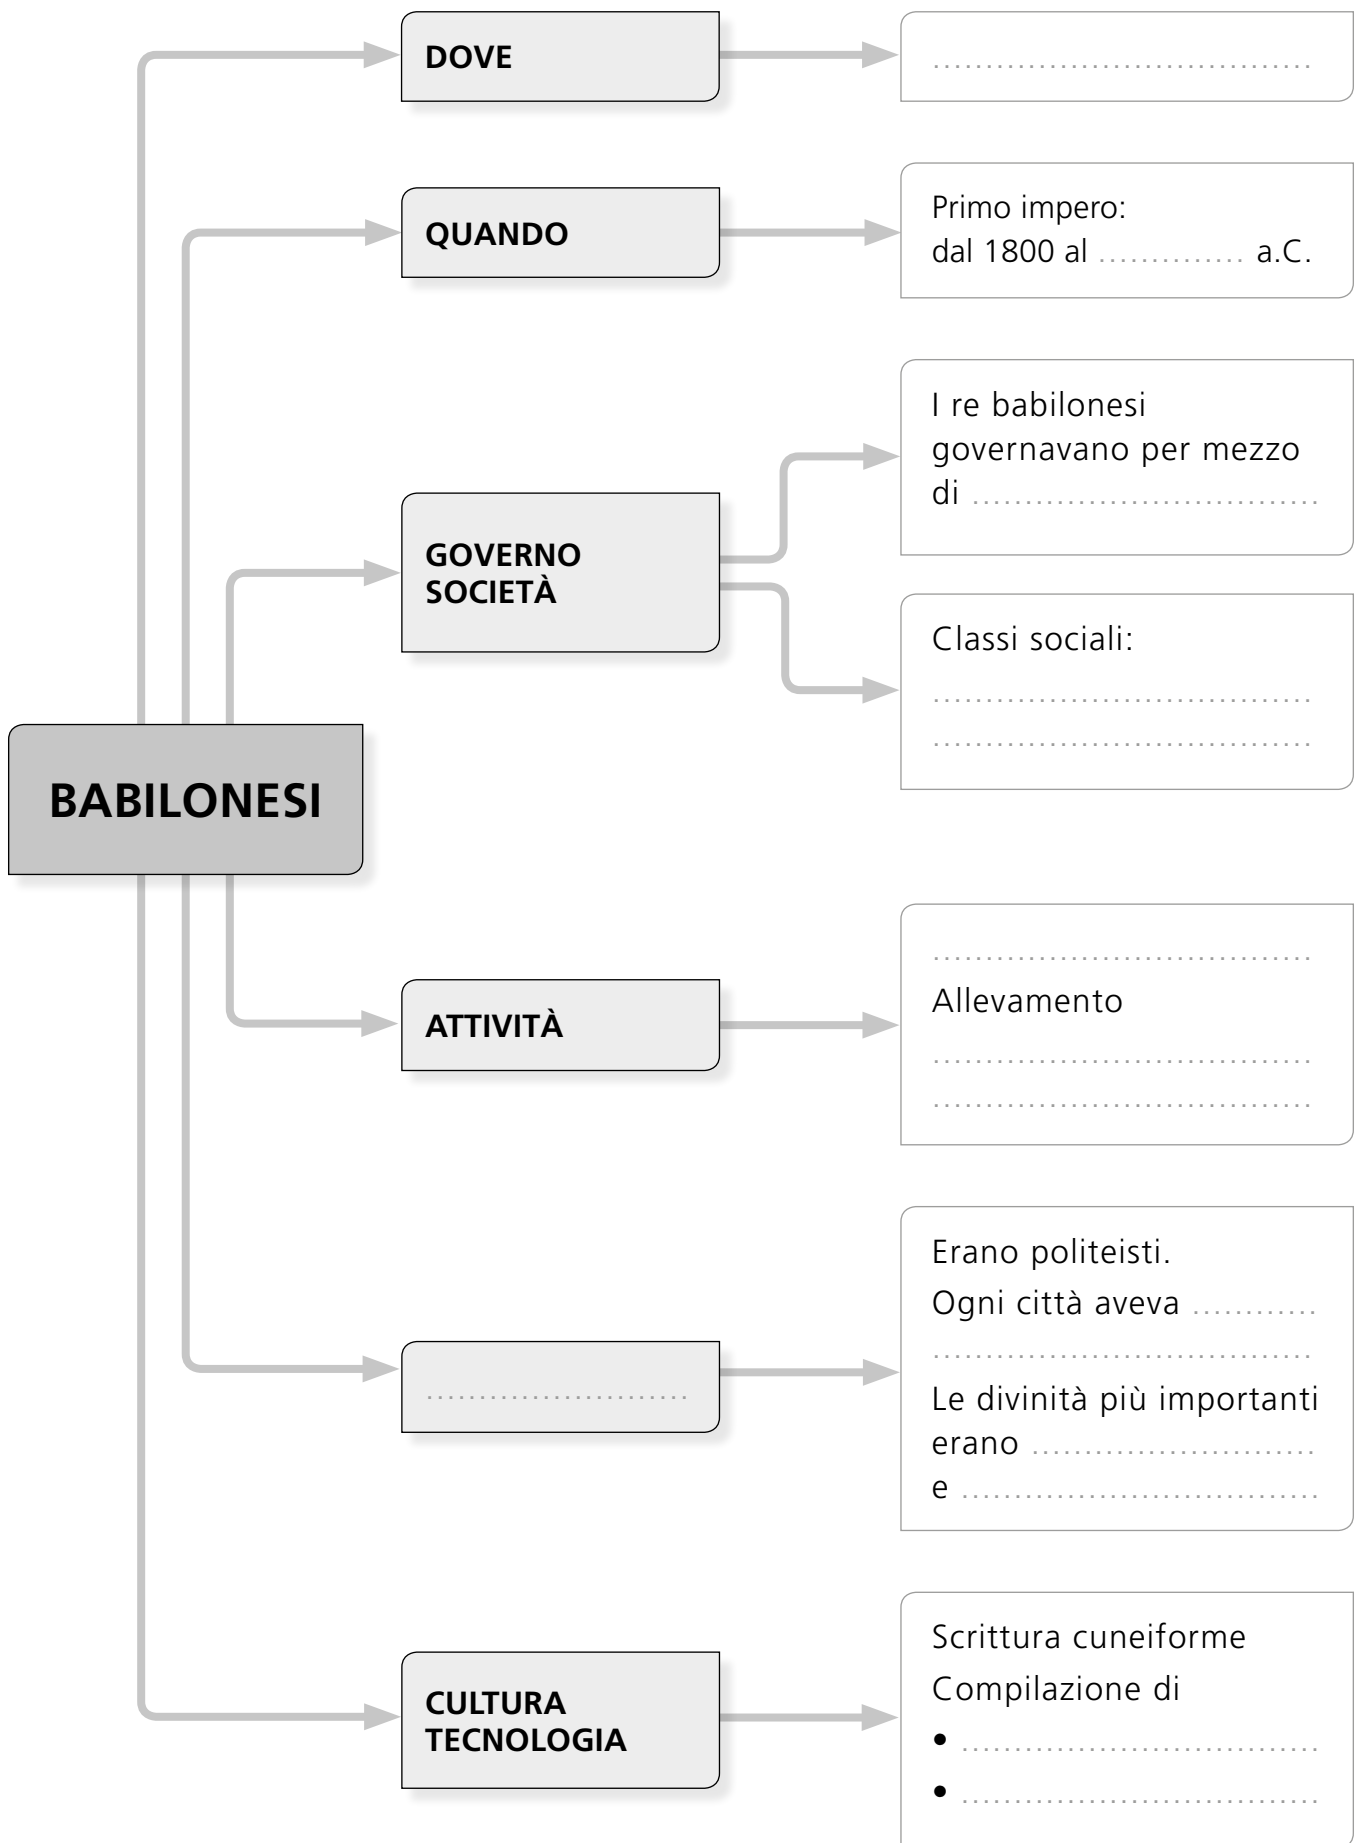 DOVE
....................................
QUANDO
Primo impero:
dal 1800 al .............. a.C.
GOVERNO
SOCIETÀ
I re babilonesi
governavano per mezzo
di .................................
Classi sociali:
....................................
....................................
BABILONESI
ATTIVITÀ
....................................
Allevamento
....................................
....................................
.........................
Erano politeisti.
Ogni città aveva ............
....................................
Le divinità più importanti
erano ...........................
e ..................................
CULTURA
TECNOLOGIA
Scrittura cuneiforme
Compilazione di
• ..................................
• ..................................